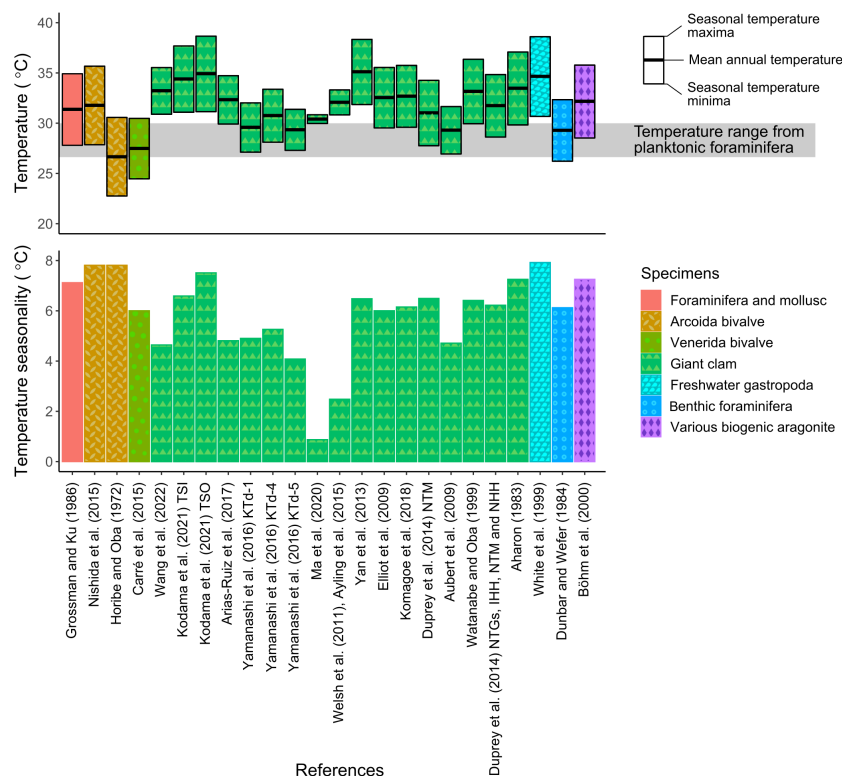 Temperature ( °C)
40
35
30
25
20
Seasonal temperature
maxima
Mean annual temperature
Seasonal temperature
minima
Temperature range from
planktonic foraminifera
Temperature seasonality ( °C)
8
6
4
2
0
Specimens
Foraminifera and mollusc
Arcoida bivalve
Venerida bivalve
Giant clam
Freshwater gastropoda
Benthic foraminifera
Various biogenic aragonite
Grossman and Ku (1986)
Nishida et al. (2015)
Horibe and Oba (1972)
Carré et al. (2015)
Wang et al. (2022)
Kodama et al. (2021) TSI
Kodama et al. (2021) TSO
Arias-Ruiz et al. (2017)
Yamanashi et al. (2016) KTd-1
Yamanashi et al. (2016) KTd-4
Yamanashi et al. (2016) KTd-5
Ma et al. (2020)
Welsh et al. (2011), Ayling et al. (2015)
Yan et al. (2013)
Elliot et al. (2009)
Komagoe et al. (2018)
Duprey et al. (2014) NTM
Aubert et al. (2009)
Watanabe and Oba (1999)
Duprey et al. (2014) NTGs, IHH, NTM and NHH
Aharon (1983)
White et al. (1999)
Dunbar and Wefer (1984)
Böhm et al. (2000)
References